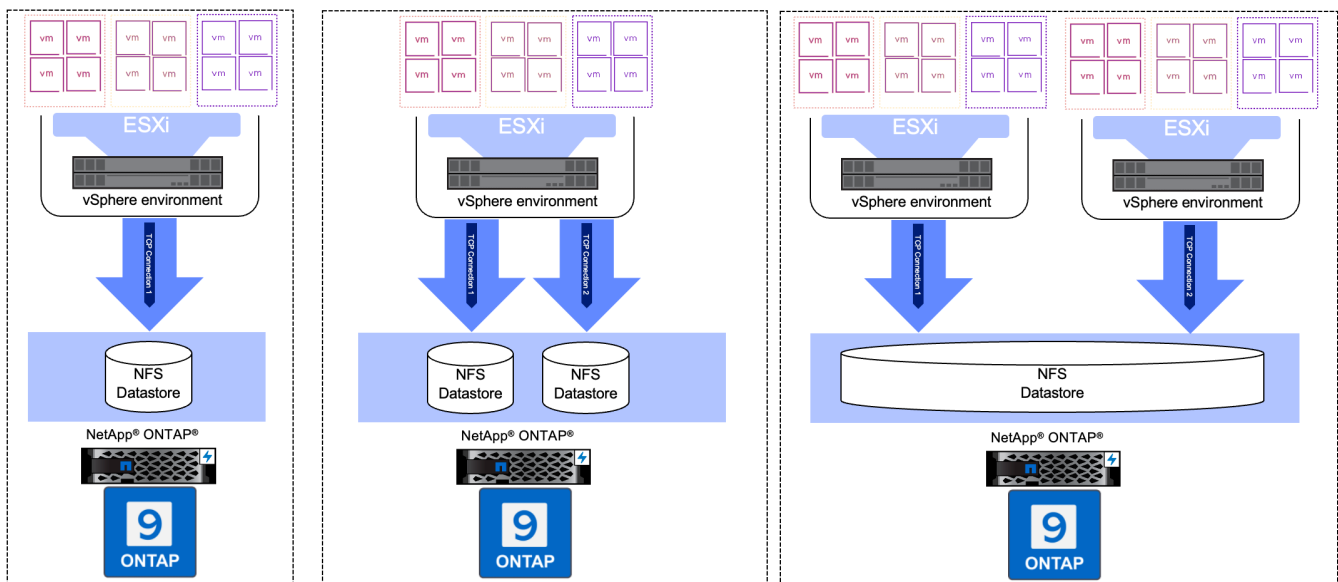 vm vm vm vm vm vm
vm vm vm vm vm vm
ESXi
vSphere environment
TCP Connection 1
NFS
Datastore
NetApp® ONTAP®
9
ONTAP
vm vm vm vm vm vm
vm vm vm vm vm vm
ESXi
vSphere environment
TCP Connection 1
TCP Connection 2
NFS
Datastore
NFS
Datastore
NetApp® ONTAP®
9
ONTAP
vm vm vm vm vm vm
vm vm vm vm vm vm
ESXi
vSphere environment
TCP Connection 1
vm vm vm vm vm vm
vm vm vm vm vm vm
ESXi
vSphere environment
TCP Connection 2
NFS
Datastore
NetApp® ONTAP®
9
ONTAP